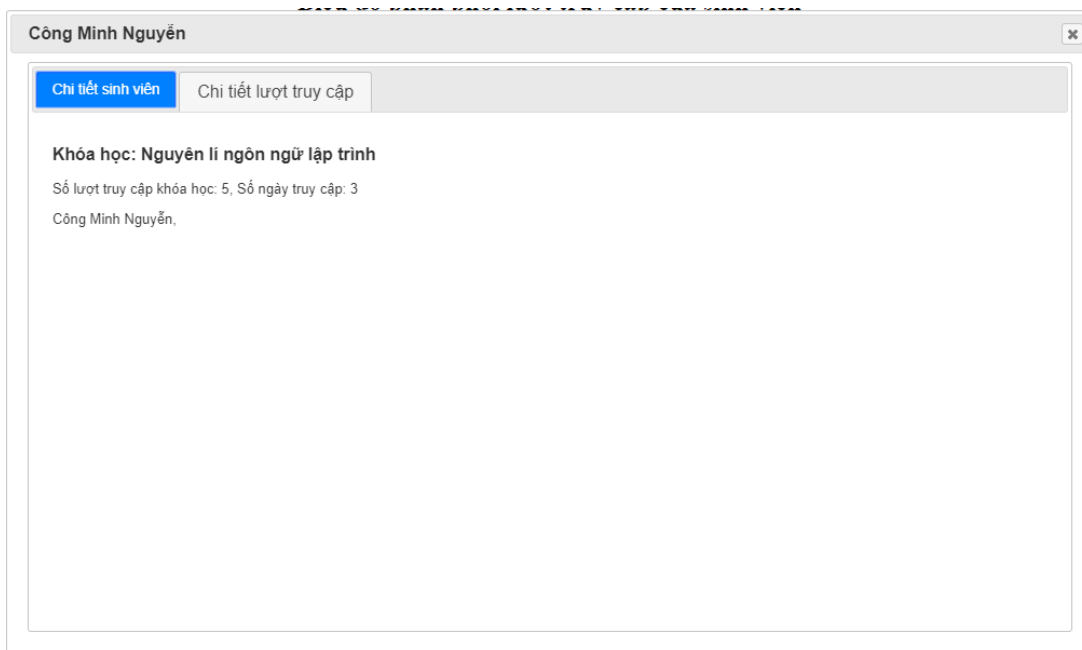 Công Minh Nguyễn
Chi tiết sinh viên
Chi tiết lượt truy cập
Khóa học: Nguyên lí ngôn ngữ lập trình
Số lượt truy cập khóa học: 5, Số ngày truy cập: 3
Công Minh Nguyễn,